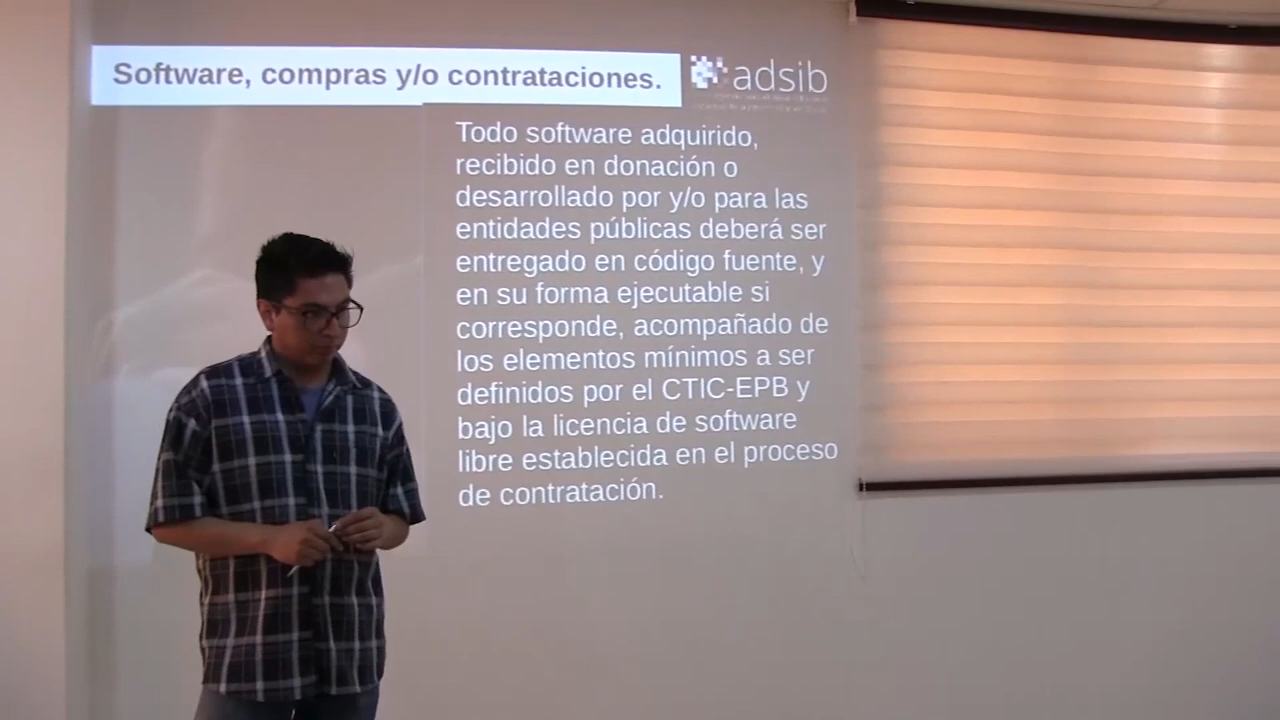 Software, compras y/o contrataciones.
adsib
Todo software adquirido,
recibido en donación o
desarrollado por y/o para las
entidades públicas deberá ser
entregado en código fuente, y
en su forma ejecutable si
corresponde, acompañado de
los elementos mínimos a ser
definidos por el CTIC-EPB y
bajo la licencia de software
libre establecida en el proceso
de contratación.